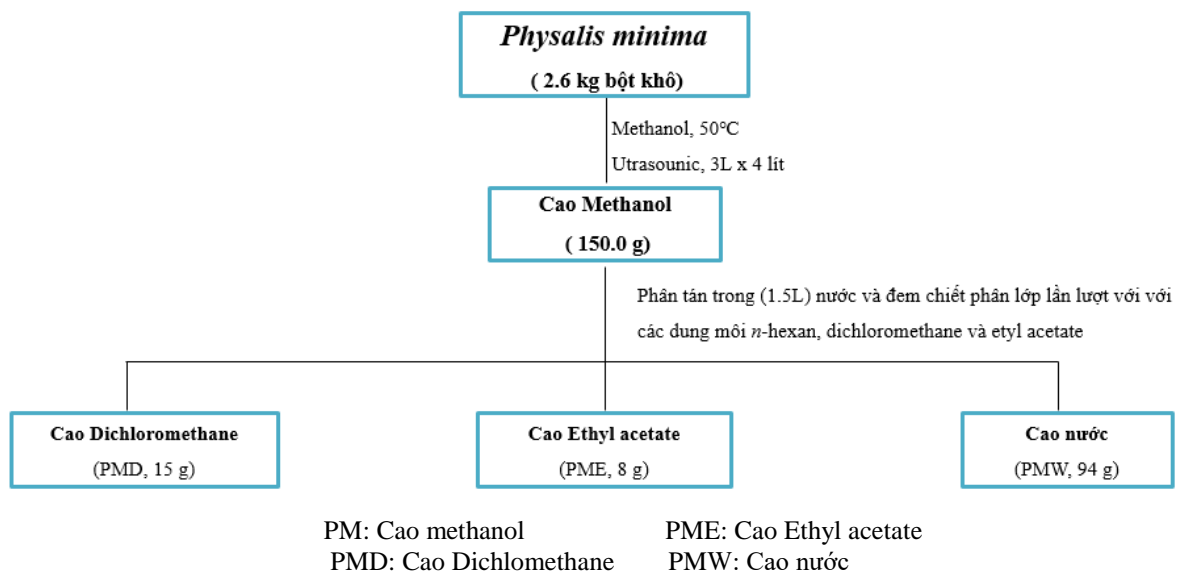 Physalis minima
( 2.6 kg bột khô)
Methanol, 50°C
Utrasounic, 3L x 4 lít
Cao Methanol
( 150.0 g)
Phân tán trong (1.5L) nước và đem chiết phân lớp lần lượt với với
các dung môi n-hexan, dichloromethane và etyl acetate
Cao Dichloromethane
(PMD, 15 g)
Cao Ethyl acetate
(PME, 8 g)
Cao nước
(PMW, 94 g)
PM: Cao methanol PME: Cao Ethyl acetate
PMD: Cao Dichlomethane PMW: Cao nước